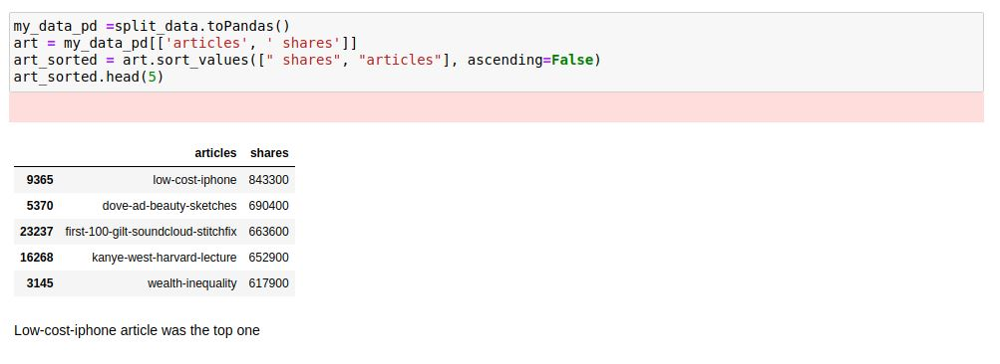 my_data_pd =split_data.toPandas()
art = my_data_pd[['articles', ' shares']]
art_sorted = art.sort_values([" shares", "articles"], ascending=False)
art_sorted.head(5)
articles shares
9365 low-cost-iphone 843300
5370 dove-ad-beauty-sketches 690400
23237 first-100-gilt-soundcloud-stitchfix 663600
16268 kanye-west-harvard-lecture 652900
3145 wealth-inequality 617900
Low-cost-iphone article was the top one